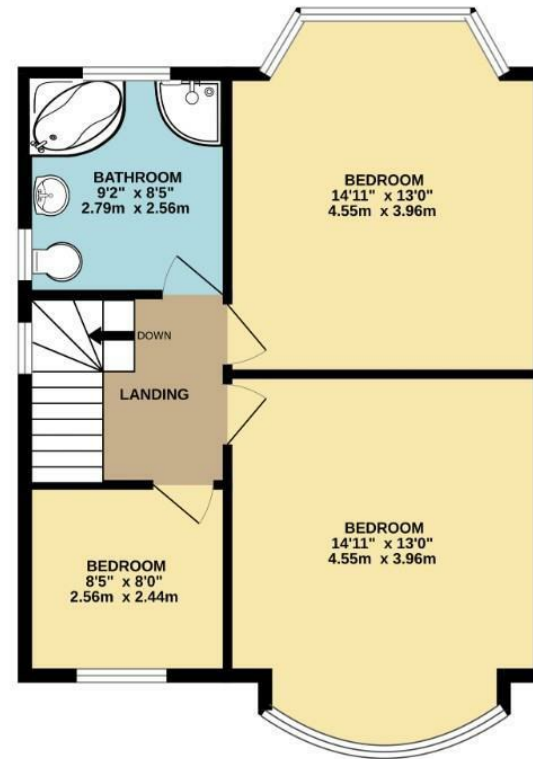 BATHROOM
9'2" x 8'5"
2.79m x 2.56m
BEDROOM
14'11" x 13'0"
4.55m x 3.96m
DOWN
LANDING
BEDROOM
8'5" x 8'0"
2.56m x 2.44m
BEDROOM
14'11" x 13'0"
4.55m x 3.96m